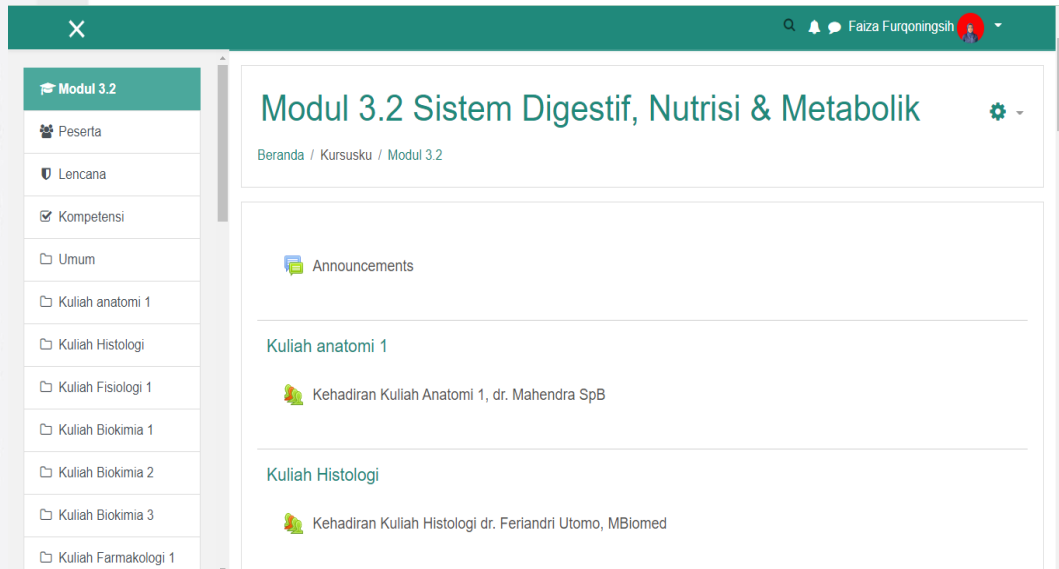 Faiza Furqoningsih
Modul 3.2
Peserta
Lencana
Kompetensi
Umum
Kuliah anatomi 1
Kuliah Histologi
Kuliah Fisiologi 1
Kuliah Biokimia 1
Kuliah Biokimia 2
Kuliah Biokimia 3
Kuliah Farmakologi 1
Modul 3.2 Sistem Digestif, Nutrisi & Metabolik
Beranda / Kursusku / Modul 3.2
Announcements
Kuliah anatomi 1
Kehadiran Kuliah Anatomi 1, dr. Mahendra SpB
Kuliah Histologi
Kehadiran Kuliah Histologi dr. Feriandri Utomo, MBiomed